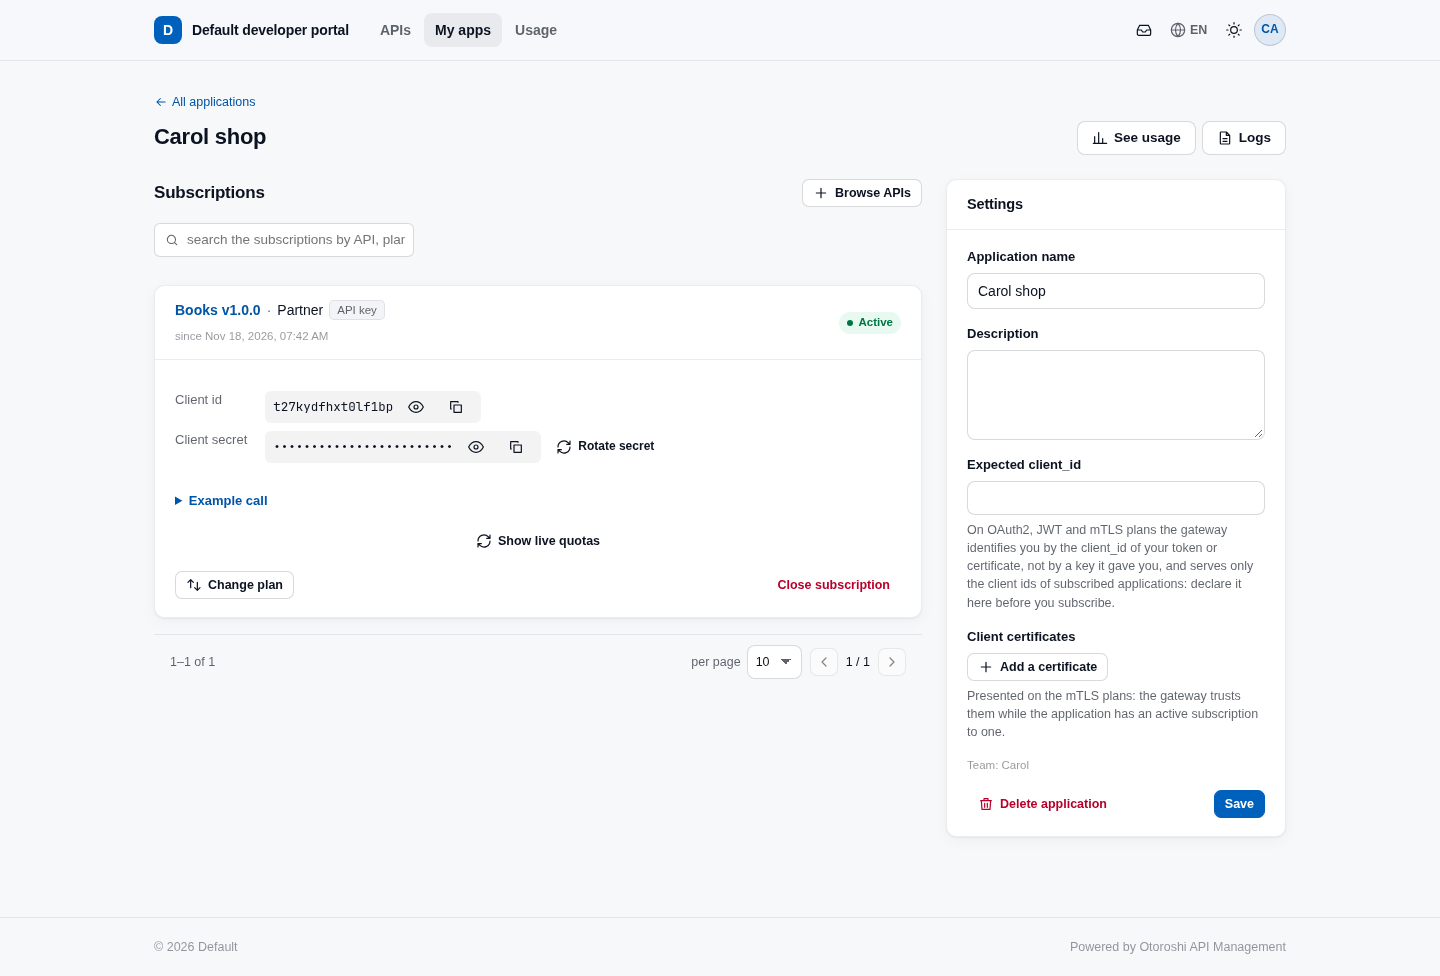 D
Default developer portal
APIs
My apps
Usage
EN
CA
All applications
Carol shop
See usage
Logs
Subscriptions
Browse APIs
search the subscriptions by API, plan
Books v1.0.0 · Partner API key
since Nov 18, 2026, 07:42 AM
Active
Client id
t27kydfhxt0lf1bp
Client secret
••••••••••••••••••••••••
Rotate secret
Example call
Show live quotas
Change plan
Close subscription
1–1 of 1
per page
10
1 / 1
Settings
Application name
Carol shop
Description
Expected client_id
On OAuth2, JWT and mTLS plans the gateway
identifies you by the client_id of your token or
certificate, not by a key it gave you, and serves only
the client ids of subscribed applications: declare it
here before you subscribe.
Client certificates
Add a certificate
Presented on the mTLS plans: the gateway trusts
them while the application has an active subscription
to one.
Team: Carol
Delete application
Save
© 2026 Default
Powered by Otoroshi API Management